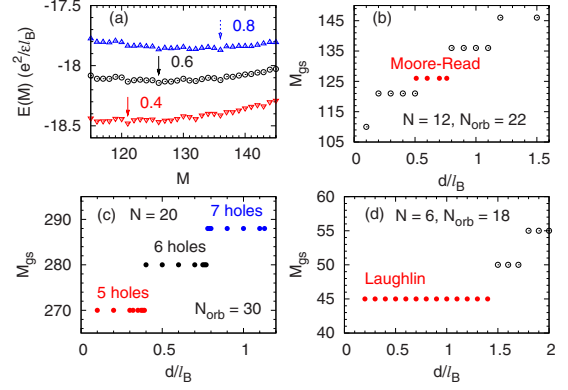 (a)
E(M) (e²/ε/B)
-17.5
-18
-18.5
0.8
0.6
0.4
120 130 140
M
(b)
M_gs
145
135
125
115
105
Moore-Read
N = 12, N_orb = 22
0 0.5 1 1.5
d/l_B
(c) N = 20
M_gs
290
280
270
7 holes
6 holes
5 holes
N_orb = 30
0 0.5 1
d/l_B
(d) N = 6, N_orb = 18
M_gs
60
55
50
45
40
35
Laughlin
0 0.5 1 1.5 2
d/l_B